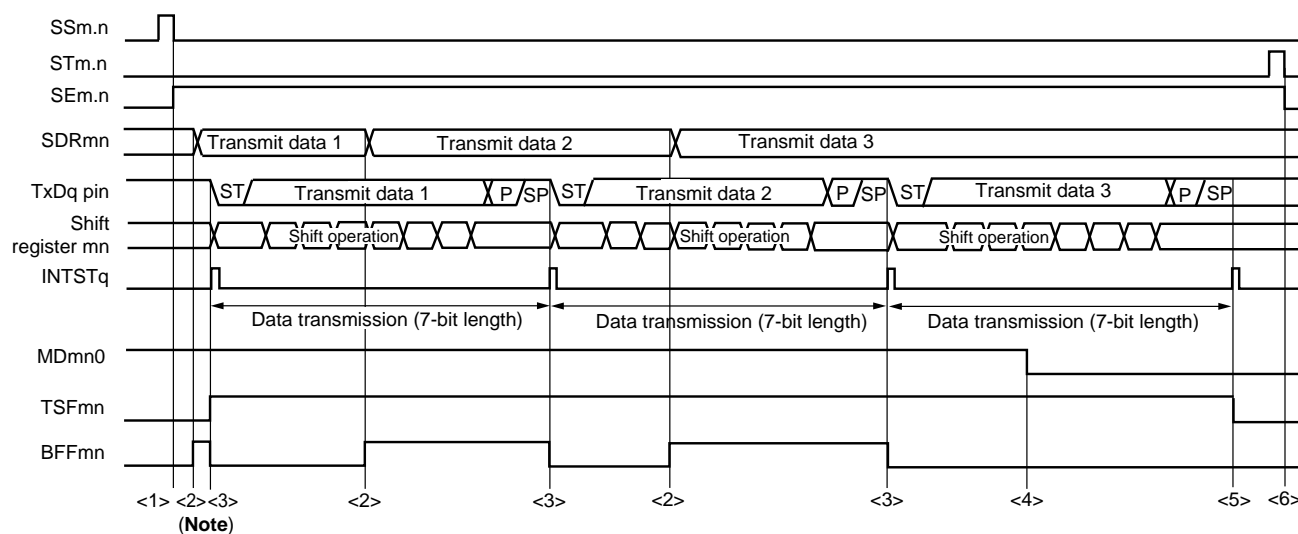 SSm.n
STm.n
SEm.n
SDRmn Transmit data 1 Transmit data 2 Transmit data 3
TxDq pin ST Transmit data 1 P SP ST Transmit data 2 P SP ST Transmit data 3 P SP
Shift
register mn Shift operation Shift operation Shift operation
INTSTq
Data transmission (7-bit length) Data transmission (7-bit length) Data transmission (7-bit length)
MDmn0
TSFmn
BFFmn
<1> <2> <3> <2> <3> <2> <3> <4> <5> <6>
(Note)